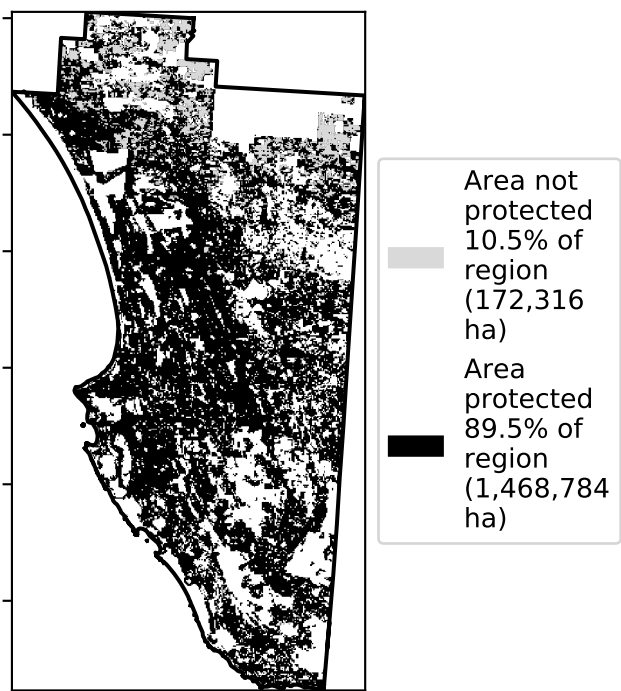 Area not
protected
10.5% of
region
(172,316
ha)
Area
protected
89.5% of
region
(1,468,784
ha)